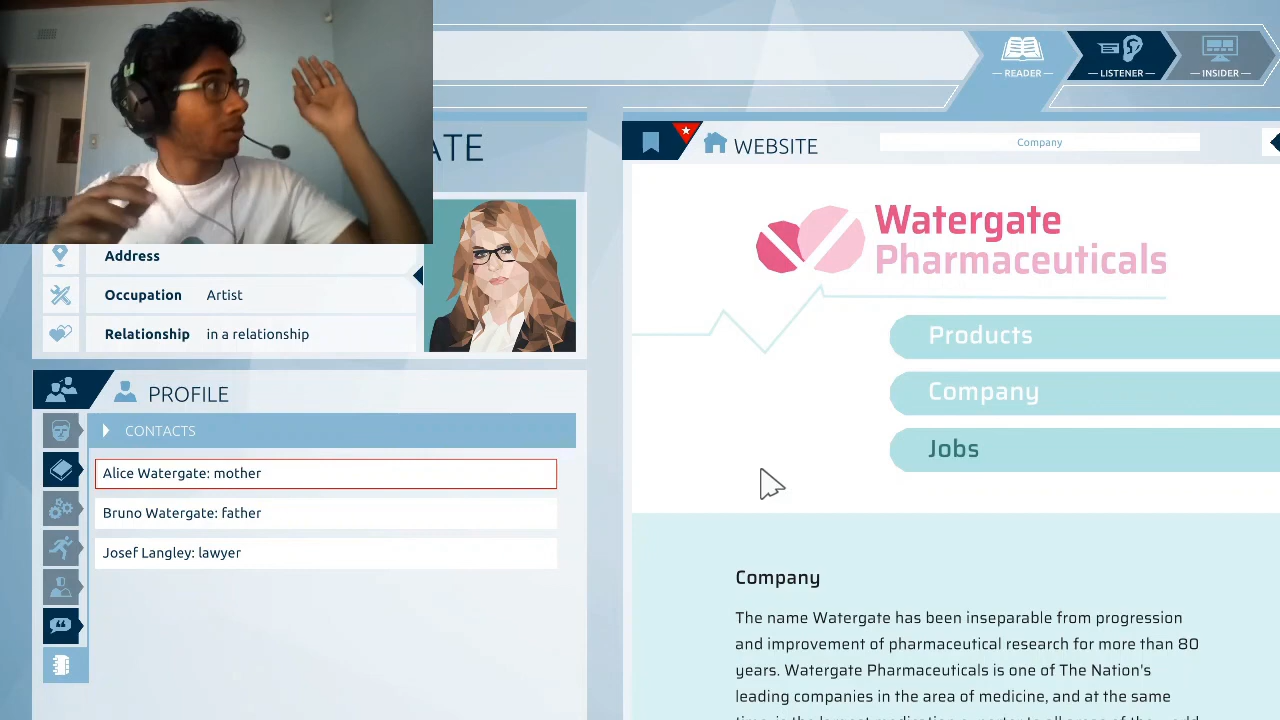 READER
LISTENER
INSIDER
ATE
WEBSITE
Company
Address
Occupation Artist
Relationship in a relationship
PROFILE
CONTACTS
Alice Watergate: mother
Bruno Watergate: father
Josef Langley: lawyer
Watergate
Pharmaceuticals
Products
Company
Jobs
Company
The name Watergate has been inseparable from progression
and improvement of pharmaceutical research for more than 80
years. Watergate Pharmaceuticals is one of The Nation's
leading companies in the area of medicine, and at the same